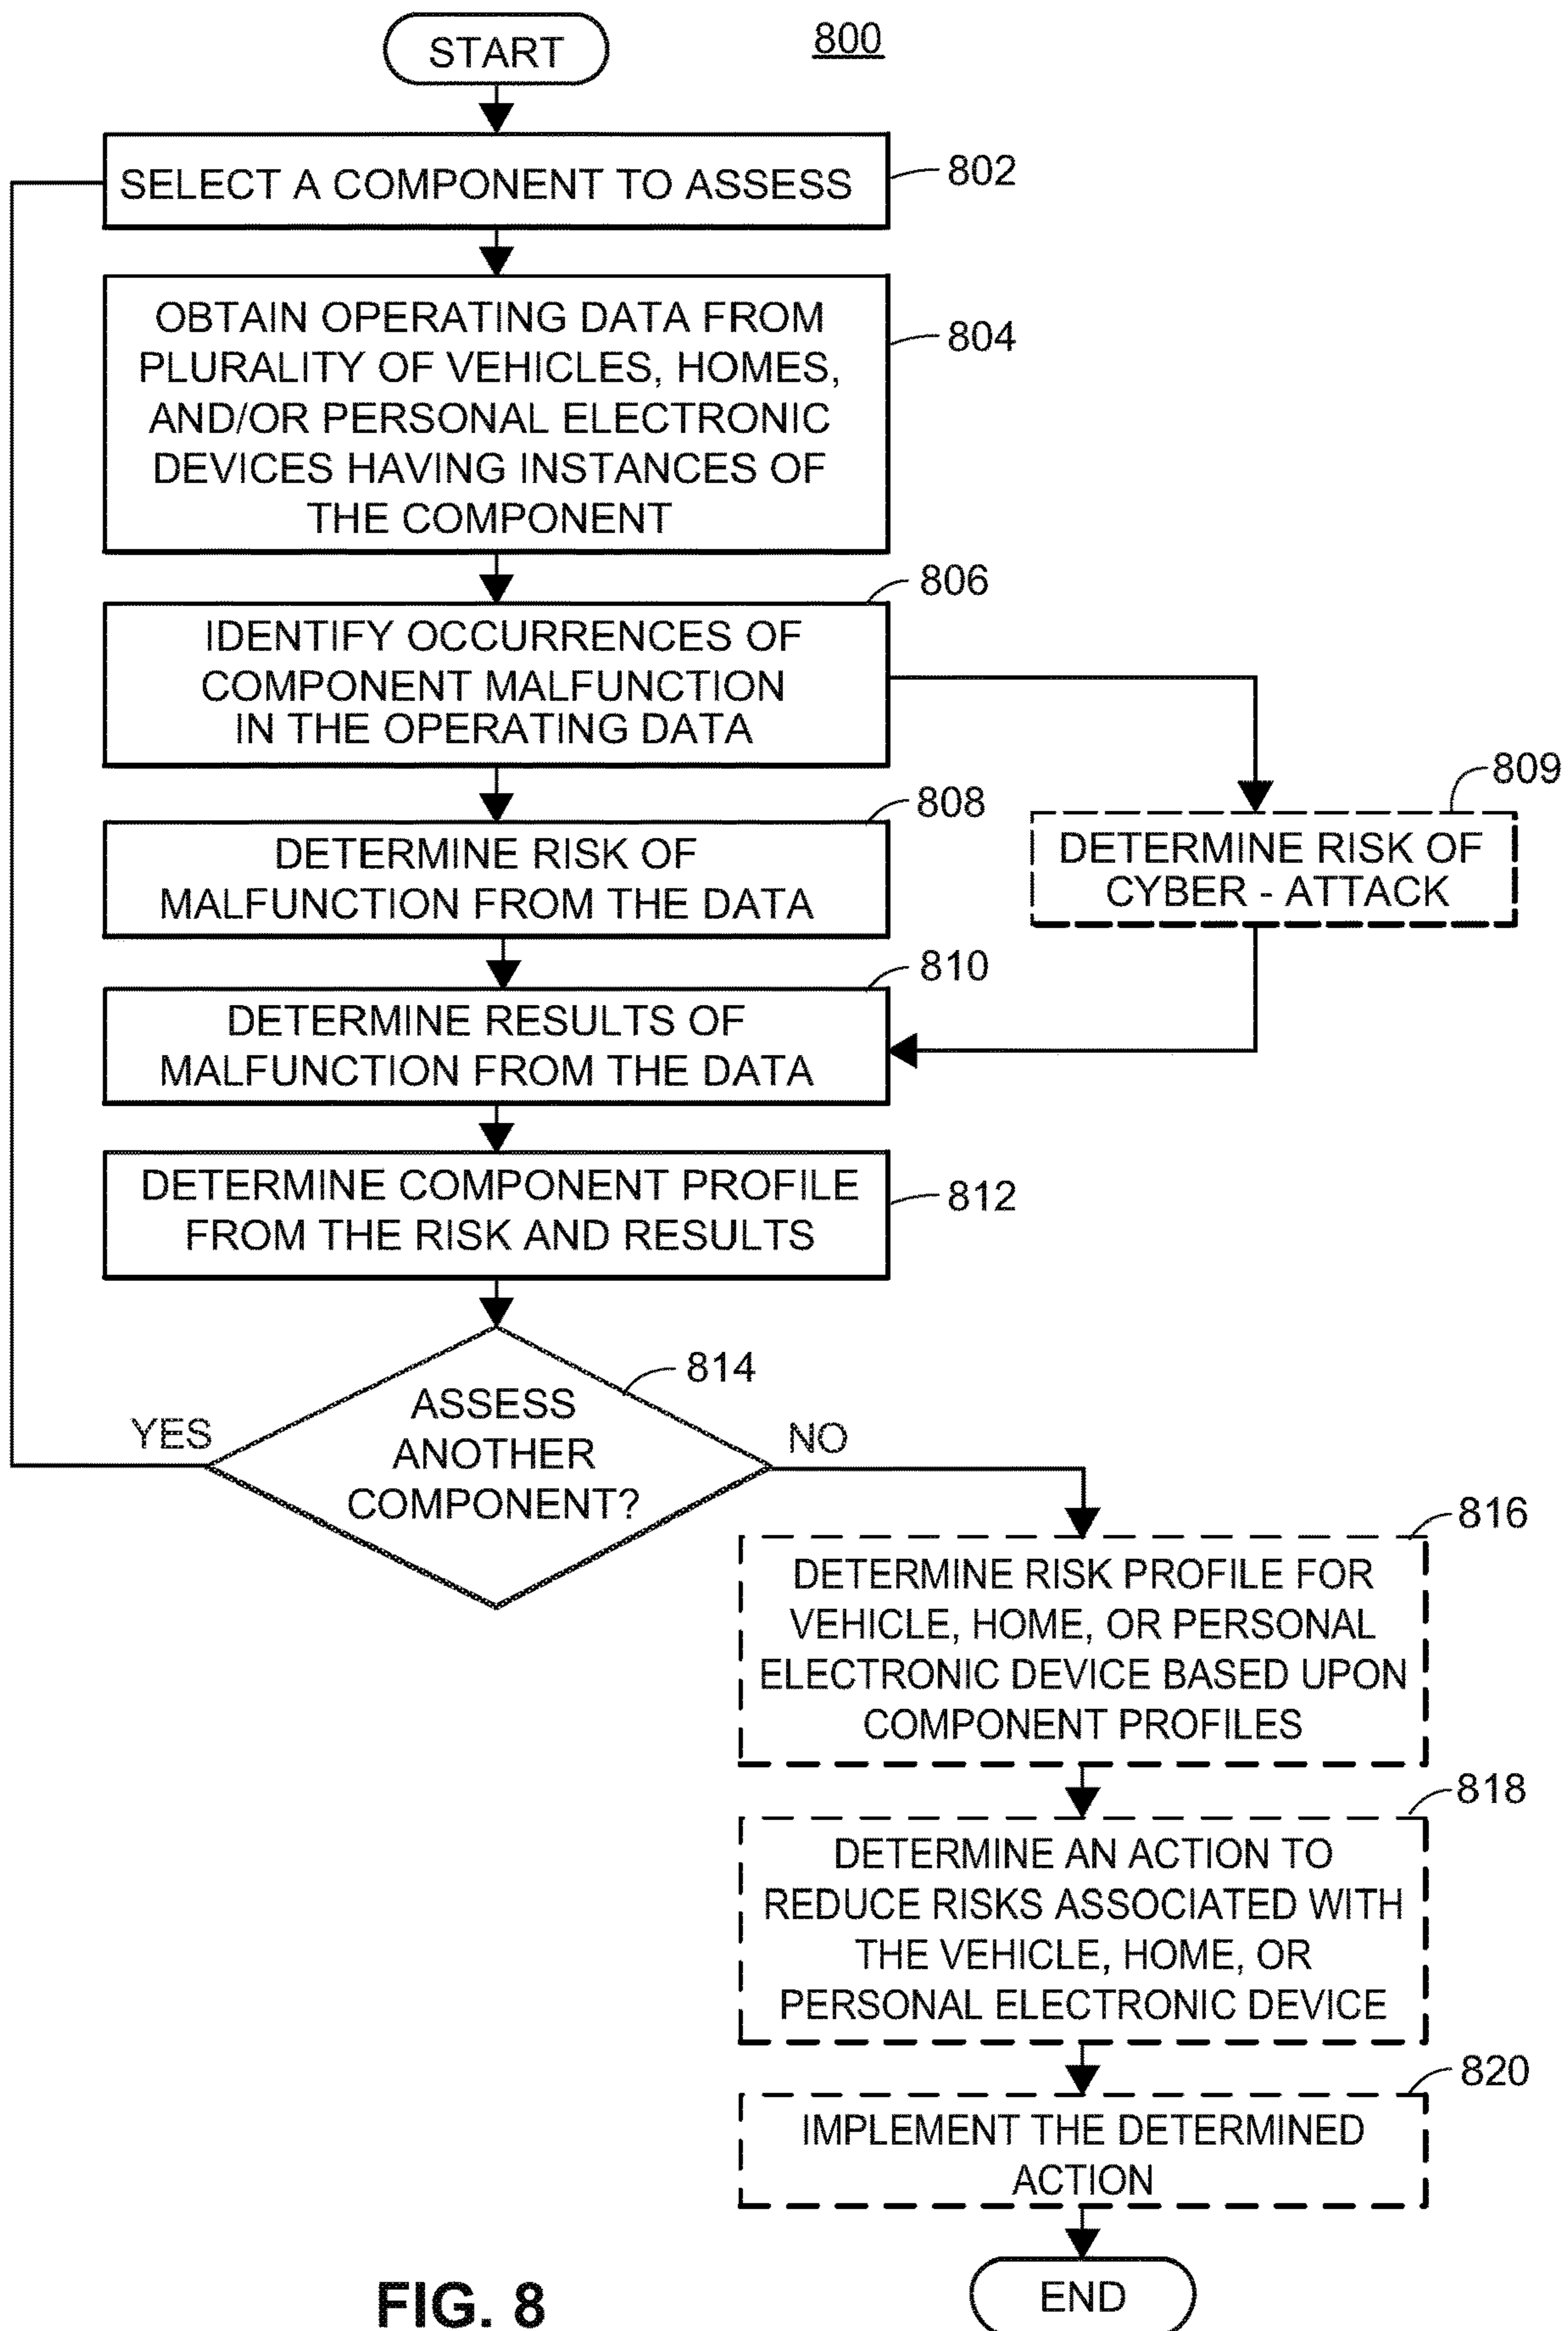 START
800
SELECT A COMPONENT TO ASSESS
802
OBTAIN OPERATING DATA FROM
PLURALITY OF VEHICLES, HOMES,
AND/OR PERSONAL ELECTRONIC
DEVICES HAVING INSTANCES OF
THE COMPONENT
804
IDENTIFY OCCURRENCES OF
COMPONENT MALFUNCTION
IN THE OPERATING DATA
806
DETERMINE RISK OF
MALFUNCTION FROM THE DATA
808
DETERMINE RISK OF
CYBER - ATTACK
809
DETERMINE RESULTS OF
MALFUNCTION FROM THE DATA
810
DETERMINE COMPONENT PROFILE
FROM THE RISK AND RESULTS
812
ASSESS
ANOTHER
COMPONENT?
814
YES
NO
DETERMINE RISK PROFILE FOR
VEHICLE, HOME, OR PERSONAL
ELECTRONIC DEVICE BASED UPON
COMPONENT PROFILES
816
DETERMINE AN ACTION TO
REDUCE RISKS ASSOCIATED WITH
THE VEHICLE, HOME, OR
PERSONAL ELECTRONIC DEVICE
818
IMPLEMENT THE DETERMINED
ACTION
820
END
FIG. 8